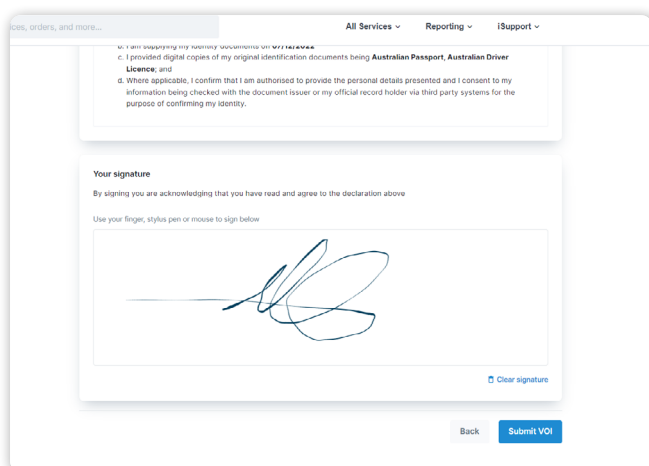 ices, orders, and more...
All Services
Reporting
iSupport
b. I am supplying my identity documents on 07/12/2022
c. I provided digital copies of my original identification documents being Australian Passport, Australian Driver
Licence; and
d. Where applicable, I confirm that I am authorised to provide the personal details presented and I consent to my
information being checked with the document issuer or my official record holder via third party systems for the
purpose of confirming my identity.
Your signature
By signing you are acknowledging that you have read and agree to the declaration above
Use your finger, stylus pen or mouse to sign below
Clear signature
Back
Submit VOI